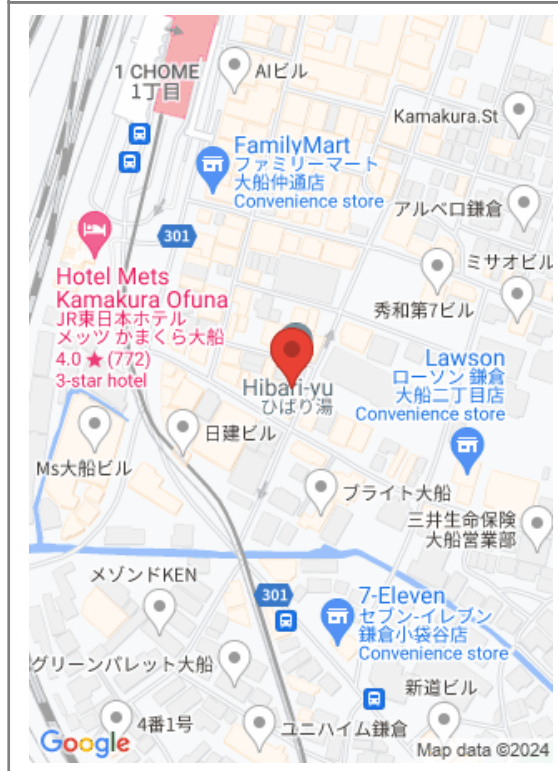 1 CHOME
1丁目
AIビル
Kamakura.St
FamilyMart
ファミリーマート
大船仲通店
Convenience store
アルベロ鎌倉
301
ミサオビル
Hotel Mets
Kamakura Ofuna
JR東日本ホテル
メッツ かまくら大船
4.0 ★ (772)
3-star hotel
秀和第7ビル
Lawson
ローソン 鎌倉
大船二丁目店
Convenience store
Hibari-yu
ひばり湯
日建ビル
Ms大船ビル
ブライト大船
三井生命保険
大船営業部
メゾンドKEN
301
7-Eleven
セブン-イレブン
鎌倉小袋谷店
Convenience store
グリーンパレット大船
新道ビル
4番1号
ユニハイム鎌倉
Google
Map data ©2024